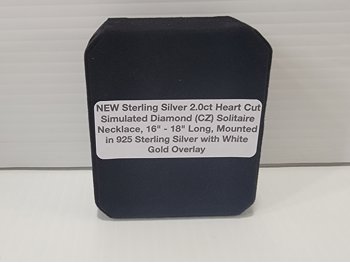 NEW Sterling Silver 2.0ct Heart Cut
Simulated Diamond (CZ) Solitaire
Necklace, 16" - 18" Long, Mounted
in 925 Sterling Silver with White
Gold Overlay